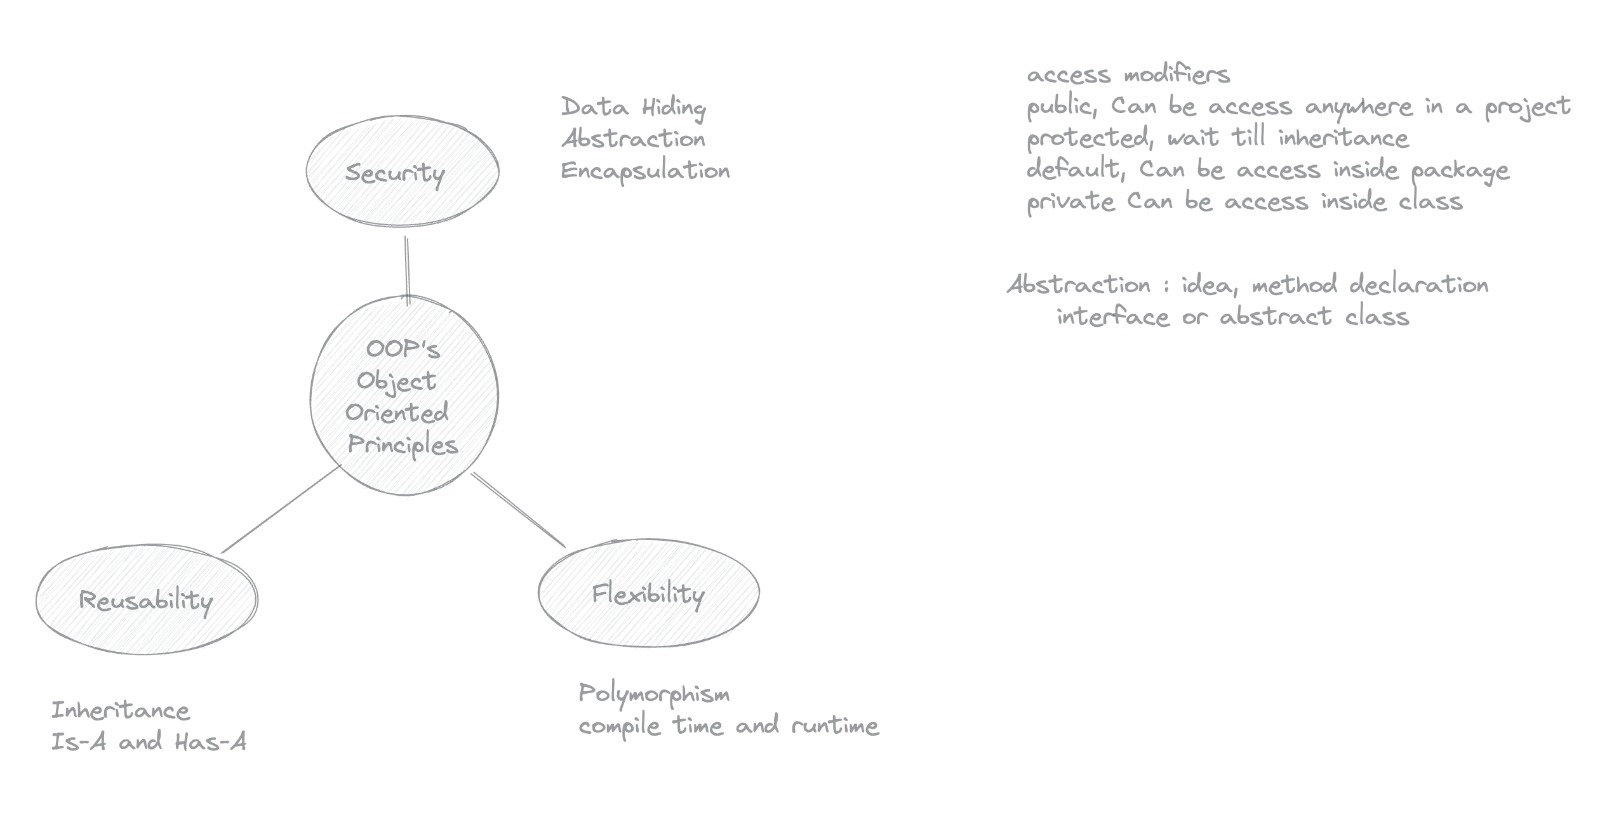 Security
Data Hiding
Abstraction
Encapsulation
OOP's
Object
Oriented
Principles
Reusability
Inheritance
Is-A and Has-A
Flexibility
Polymorphism
compile time and runtime
access modifiers
public, Can be access anywhere in a project
protected, wait till inheritance
default, Can be access inside package
private Can be access inside class
Abstraction : idea, method declaration
interface or abstract class